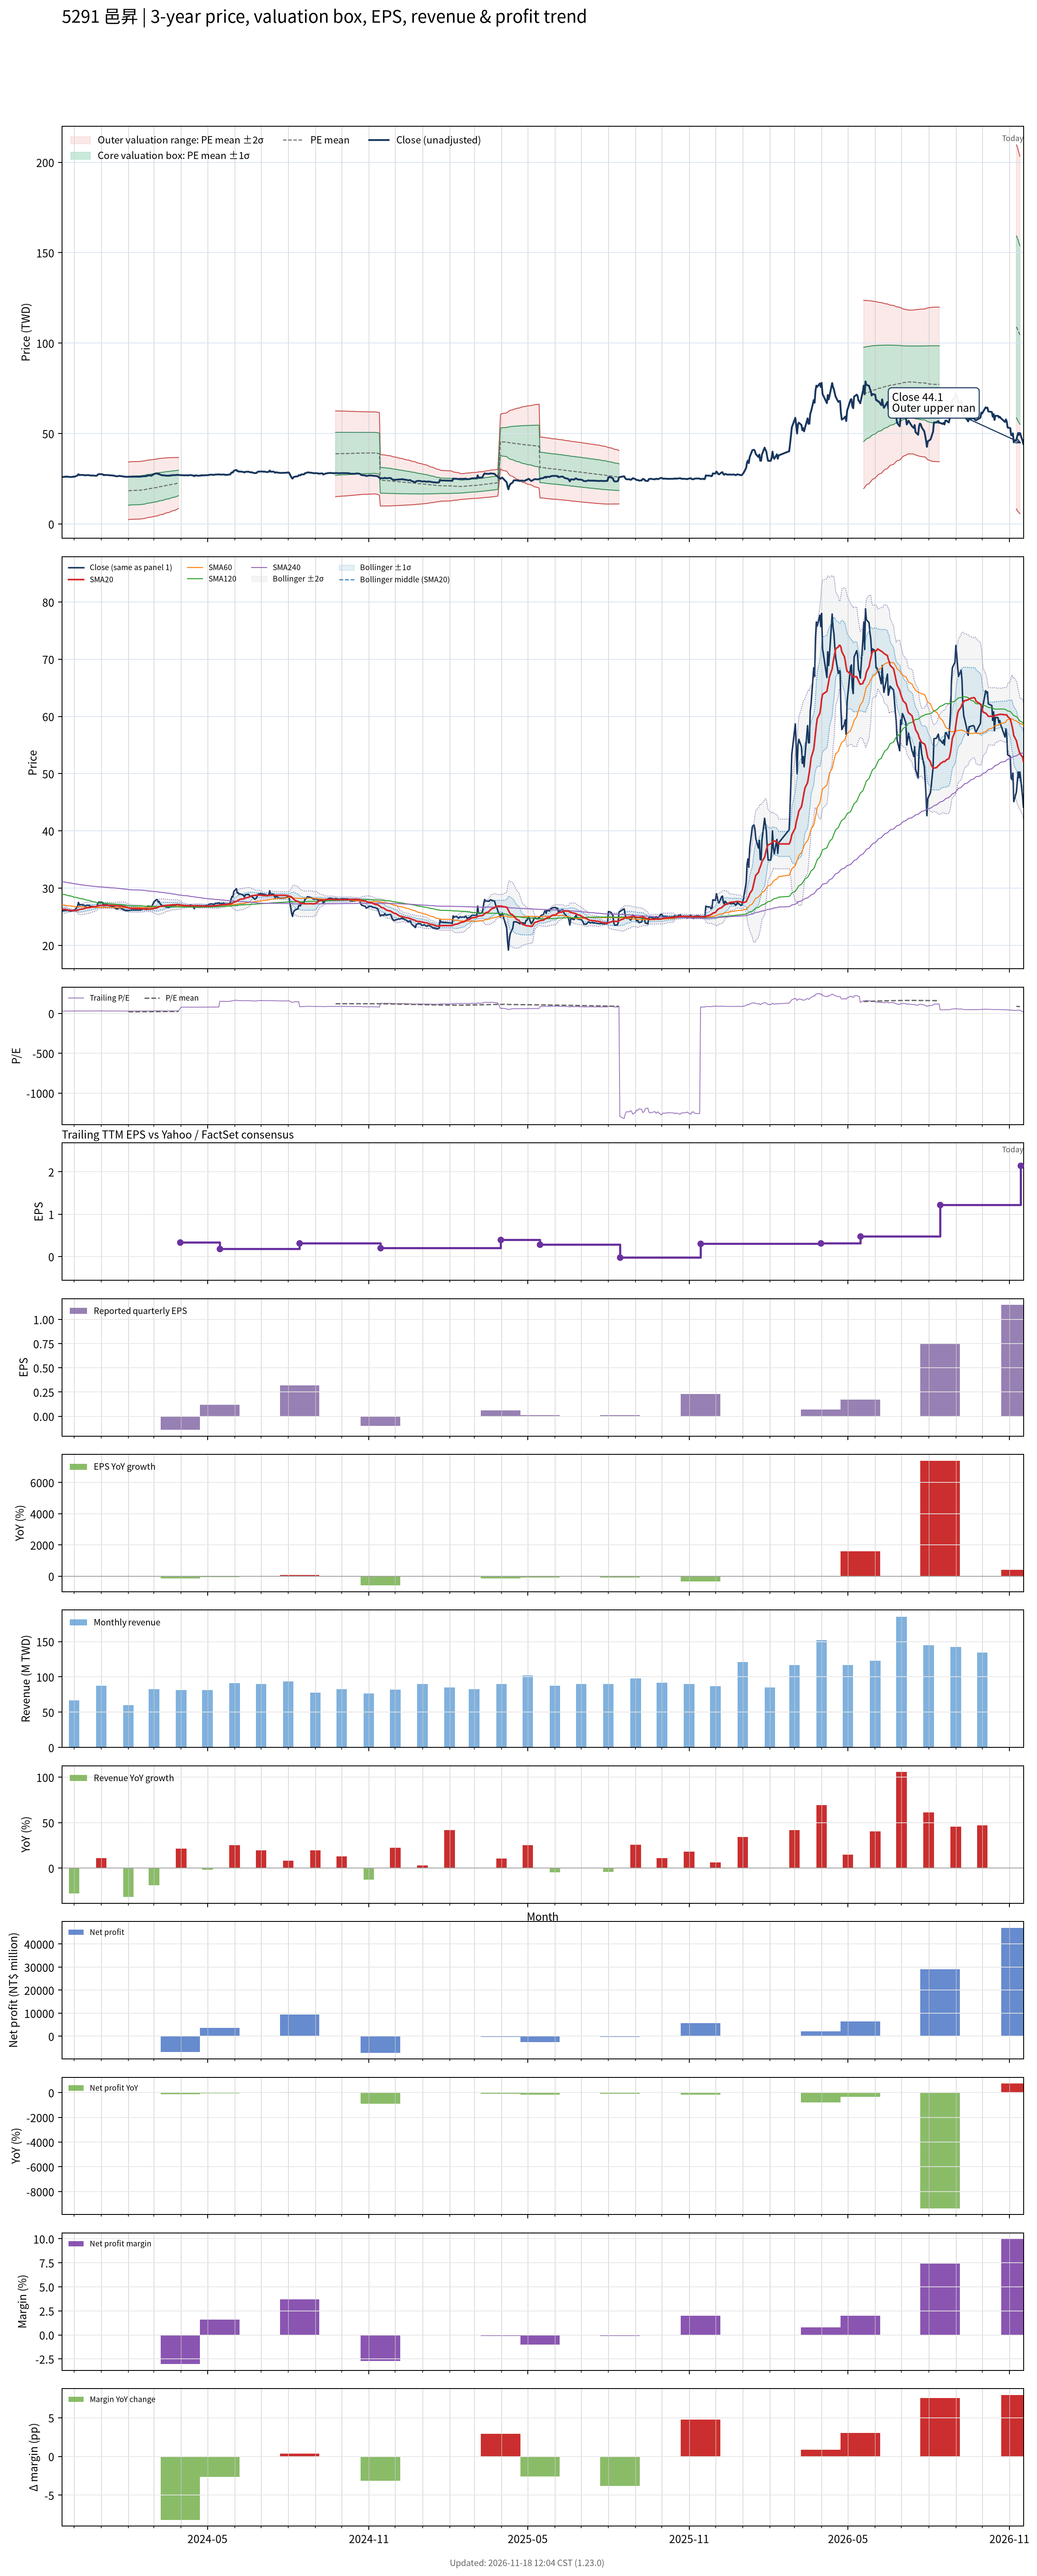 5291 邑昇 | 3-year price, valuation box, EPS, revenue & profit trend
Outer valuation range: PE mean ±2σ
Core valuation box: PE mean ±1σ
PE mean
Close (unadjusted)
Today
200
150
100
50
0
Price (TWD)
Close 44.1
Outer upper nan
Close (same as panel 1)
SMA20
SMA60
SMA120
SMA240
Bollinger ±2σ
Bollinger ±1σ
Bollinger middle (SMA20)
80
70
60
50
40
30
20
Price
Trailing P/E
P/E mean
0
-500
-1000
P/E
Trailing TTM EPS vs Yahoo / FactSet consensus
Today
2
1
0
EPS
Reported quarterly EPS
1.00
0.75
0.50
0.25
0.00
EPS
EPS YoY growth
6000
4000
2000
0
YoY (%)
Monthly revenue
150
100
50
0
Revenue (M TWD)
Revenue YoY growth
100
50
0
YoY (%)
Month
Net profit
40000
30000
20000
10000
0
Net profit (NT$ million)
Net profit YoY
0
-2000
-4000
-6000
-8000
YoY (%)
Net profit margin
10.0
7.5
5.0
2.5
0.0
-2.5
Margin (%)
Margin YoY change
5
0
-5
Δ margin (pp)
2024-05
2024-11
2025-05
2025-11
2026-05
2026-11
Updated: 2026-11-18 12:04 CST (1.23.0)